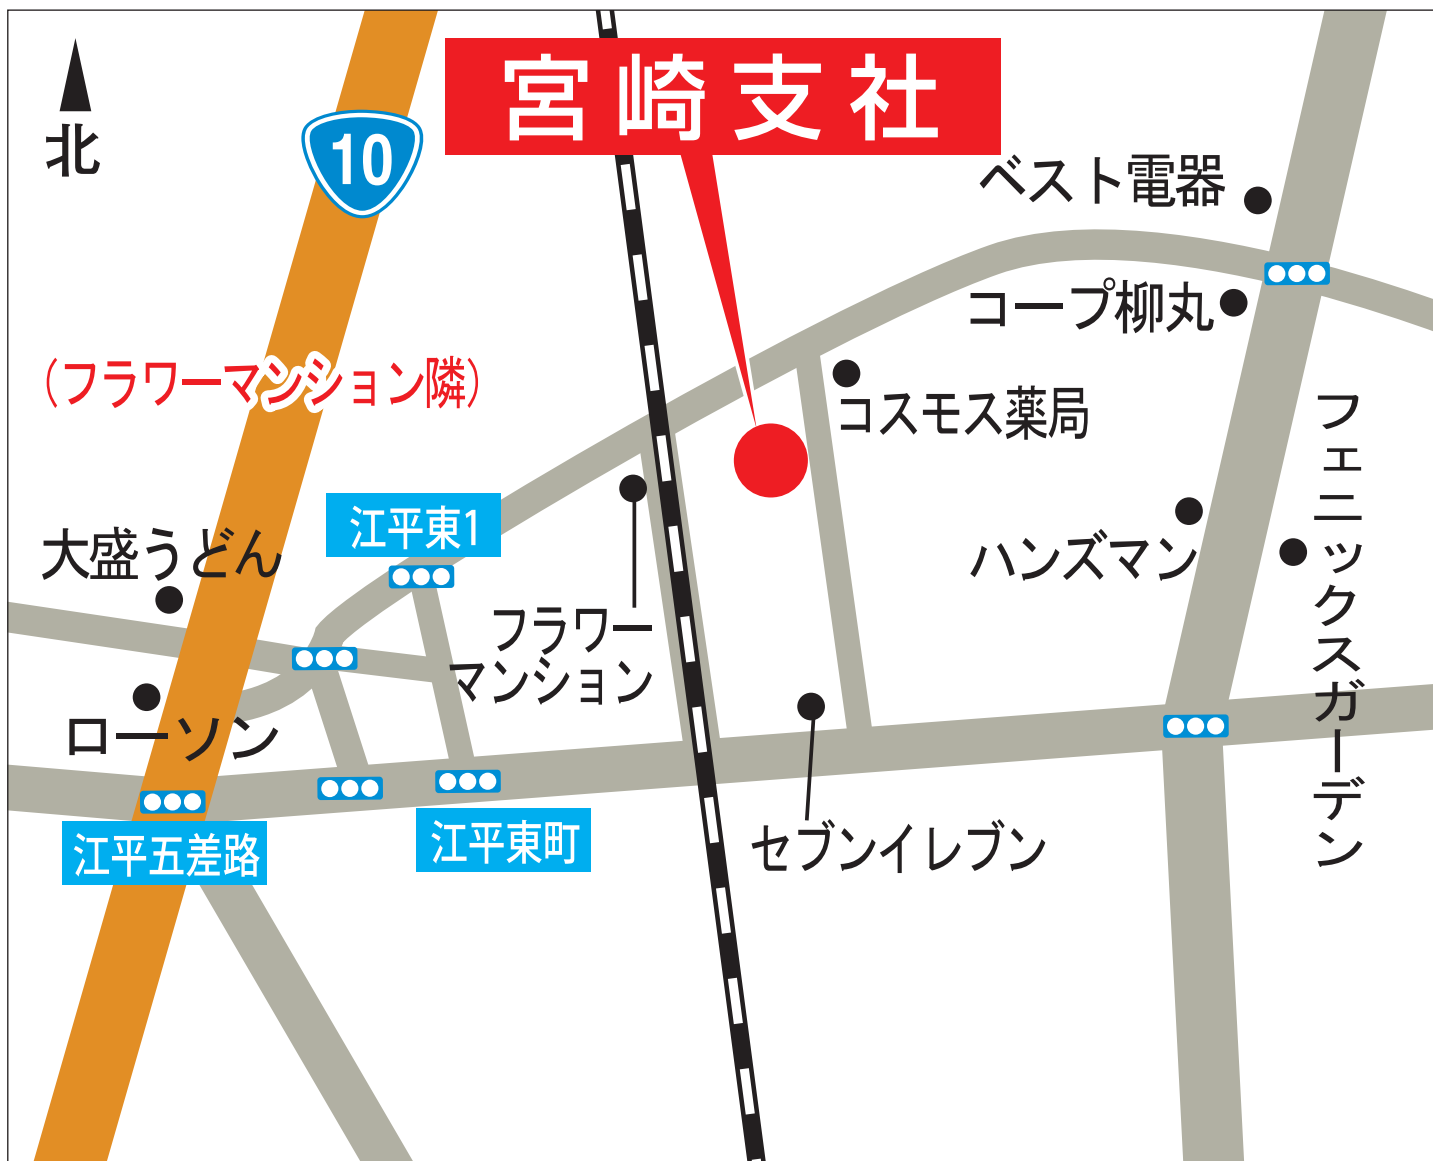 宮崎支社
北
10
ベスト電器
コープ柳丸
(フラワーマンション隣)
コスモス薬局
フェニックスガーデン
江平東1
大盛うどん
ハンズマン
フラワー
マンション
ローソン
江平五差路
江平東町
セブンイレブン